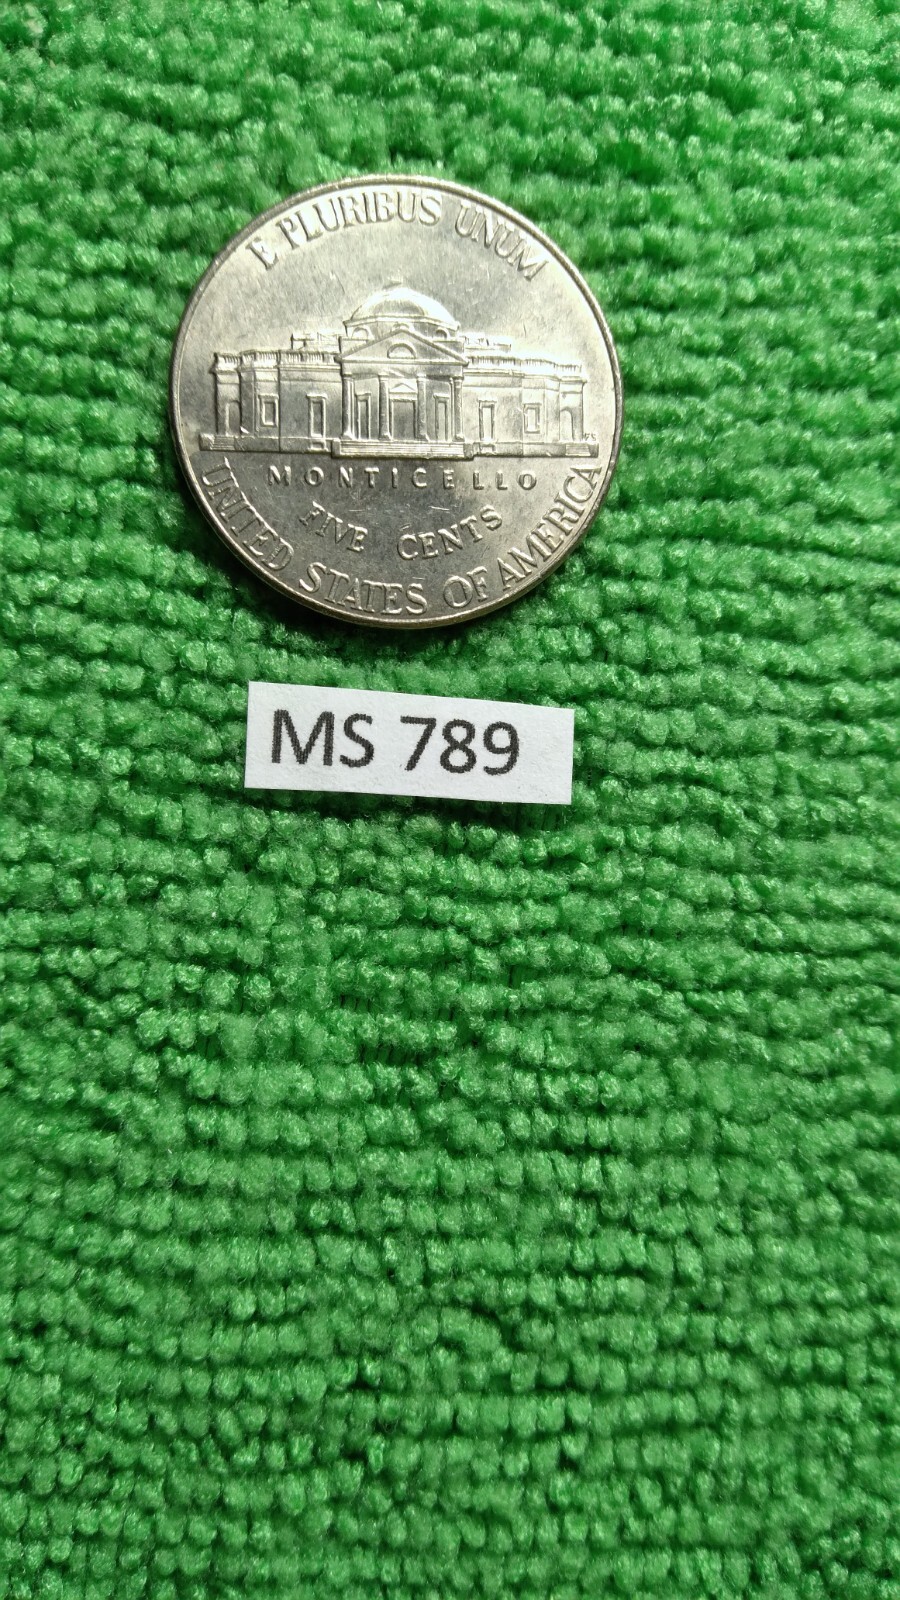 E PLURIBUS UNUM
MONTICELLO
FIVE CENTS
UNITED STATES OF AMERICA
MS 789